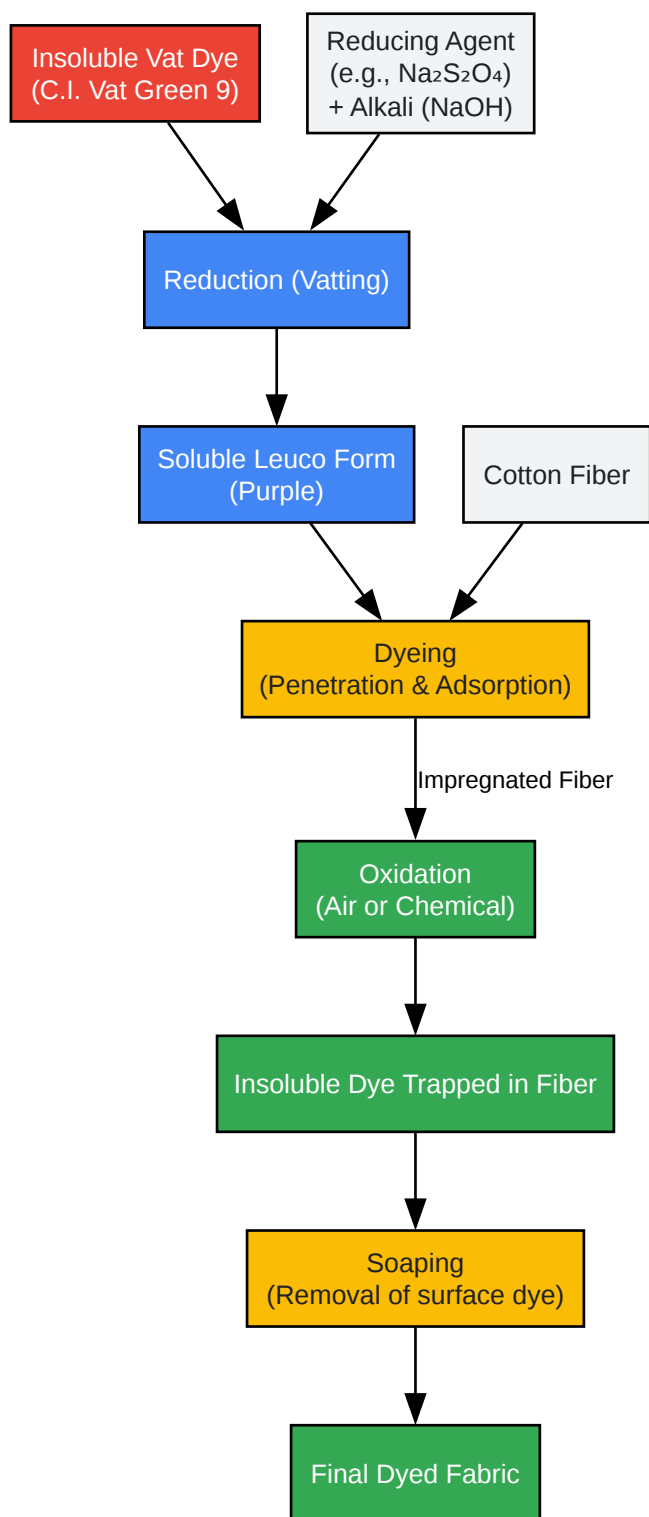 Insoluble Vat Dye
(C.I. Vat Green 9)
Reducing Agent
(e.g., Na₂S₂O₄)
+ Alkali (NaOH)
Reduction (Vatting)
Soluble Leuco Form
(Purple)
Cotton Fiber
Dyeing
(Penetration & Adsorption)
Impregnated Fiber
Oxidation
(Air or Chemical)
Insoluble Dye Trapped in Fiber
Soaping
(Removal of surface dye)
Final Dyed Fabric